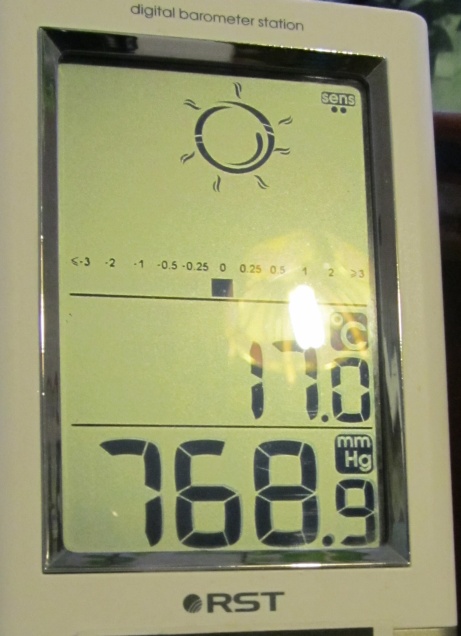 digital barometer station
sens
≤-3 -2 -1 -0.5 -0.25 0 0.25 0.5 1 2 ≥3
°C
17.0
mm
Hg
768.9
RST